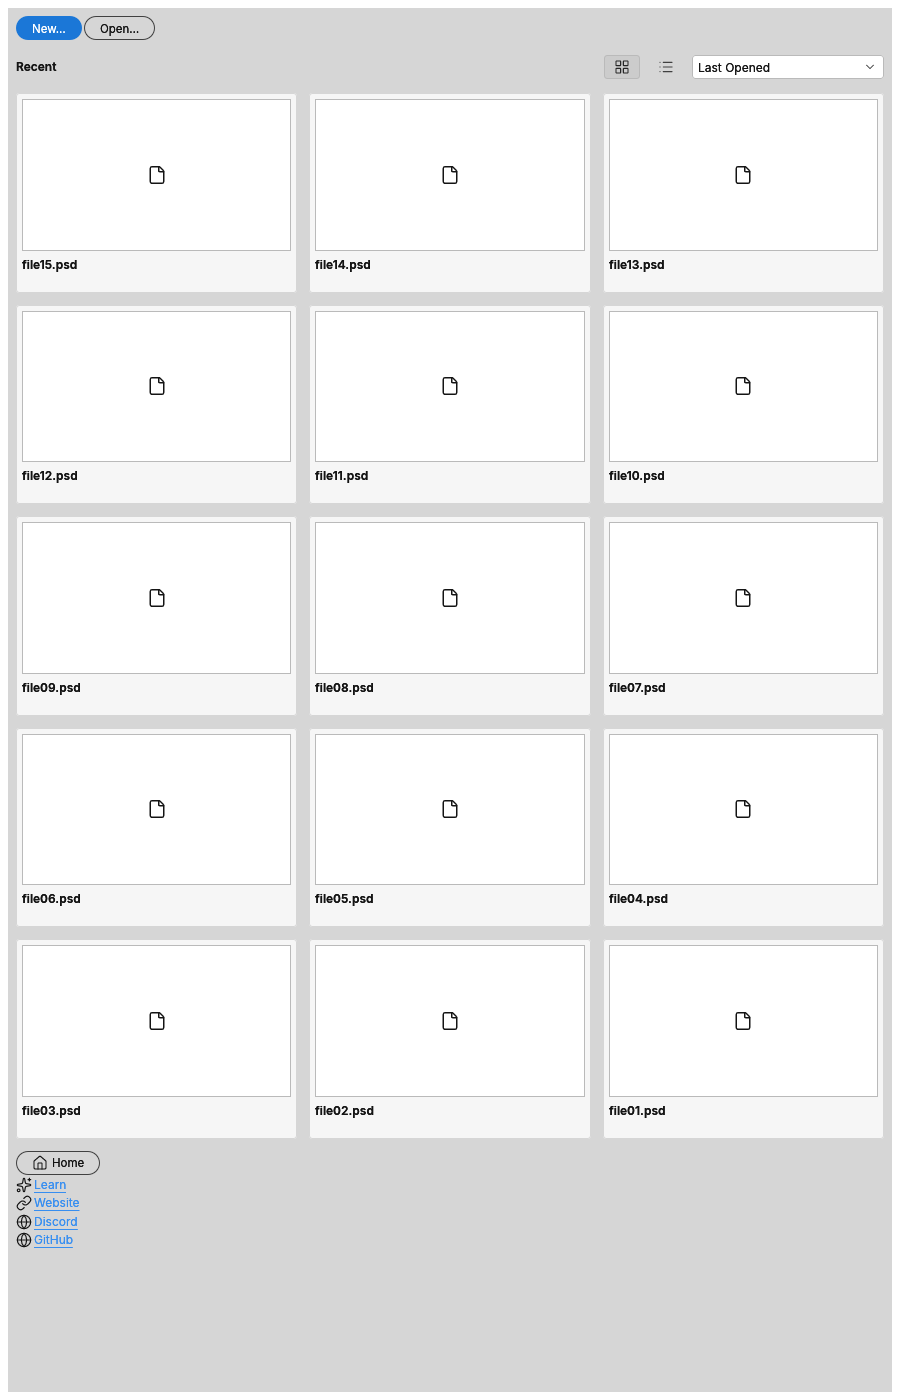 New... Open...
Recent Last Opened
file15.psd file14.psd file13.psd
file12.psd file11.psd file10.psd
file09.psd file08.psd file07.psd
file06.psd file05.psd file04.psd
file03.psd file02.psd file01.psd
Home
Learn
Website
Discord
GitHub